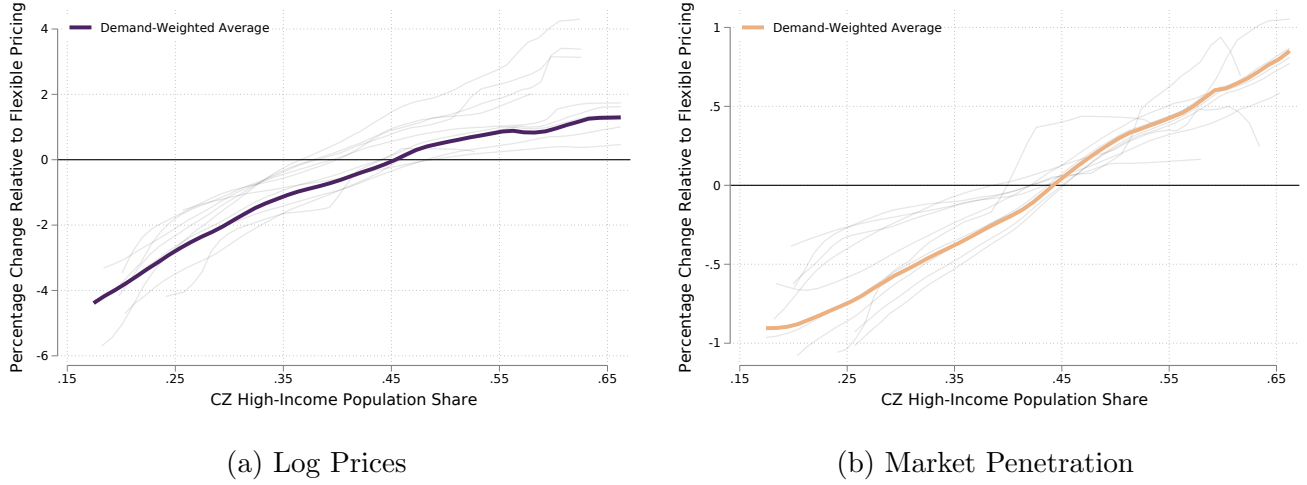 Percentage Change Relative to Flexible Pricing
Demand-Weighted Average
4
2
0
-2
-4
-6
.15 .25 .35 .45 .55 .65
CZ High-Income Population Share
(a) Log Prices
Percentage Change Relative to Flexible Pricing
Demand-Weighted Average
1
.5
0
-.5
-1
.15 .25 .35 .45 .55 .65
CZ High-Income Population Share
(b) Market Penetration